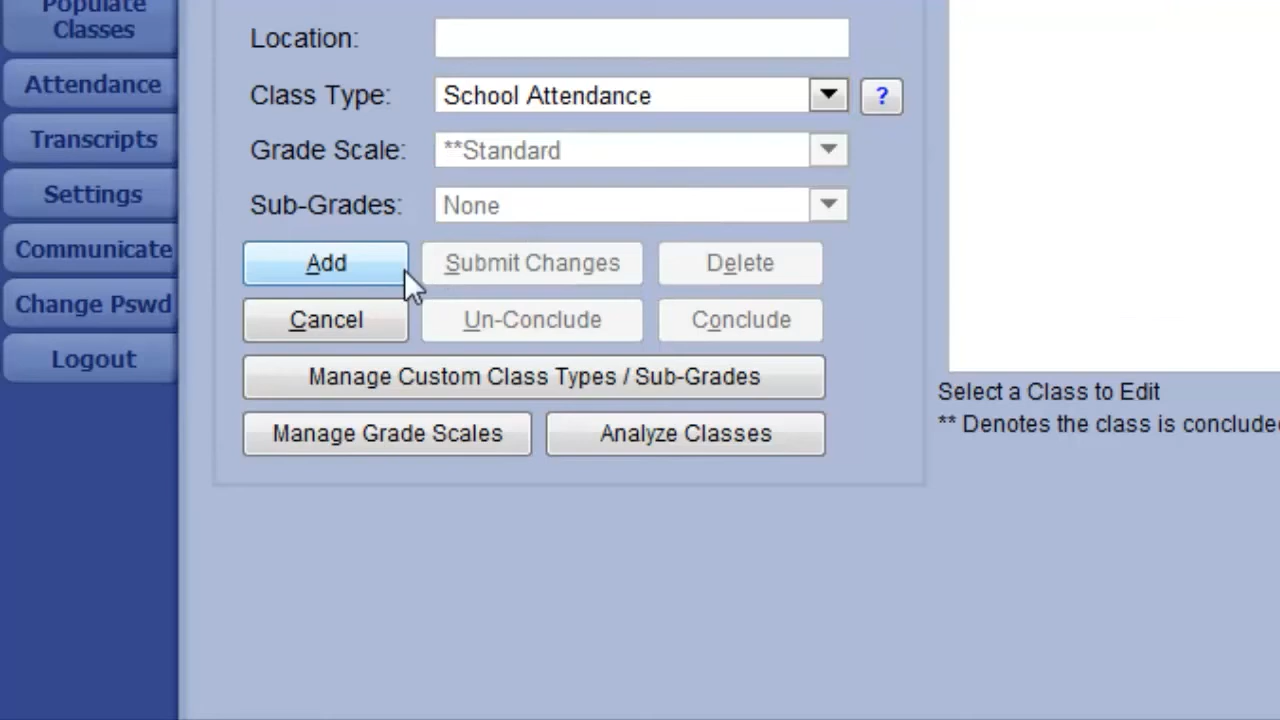 Populate
Classes
Attendance
Transcripts
Settings
Communicate
Change Pswd
Logout
Location:
Class Type: School Attendance ?
Grade Scale: **Standard
Sub-Grades: None
Add Submit Changes Delete
Cancel Un-Conclude Conclude
Manage Custom Class Types / Sub-Grades
Manage Grade Scales Analyze Classes
Select a Class to Edit
** Denotes the class is conclude